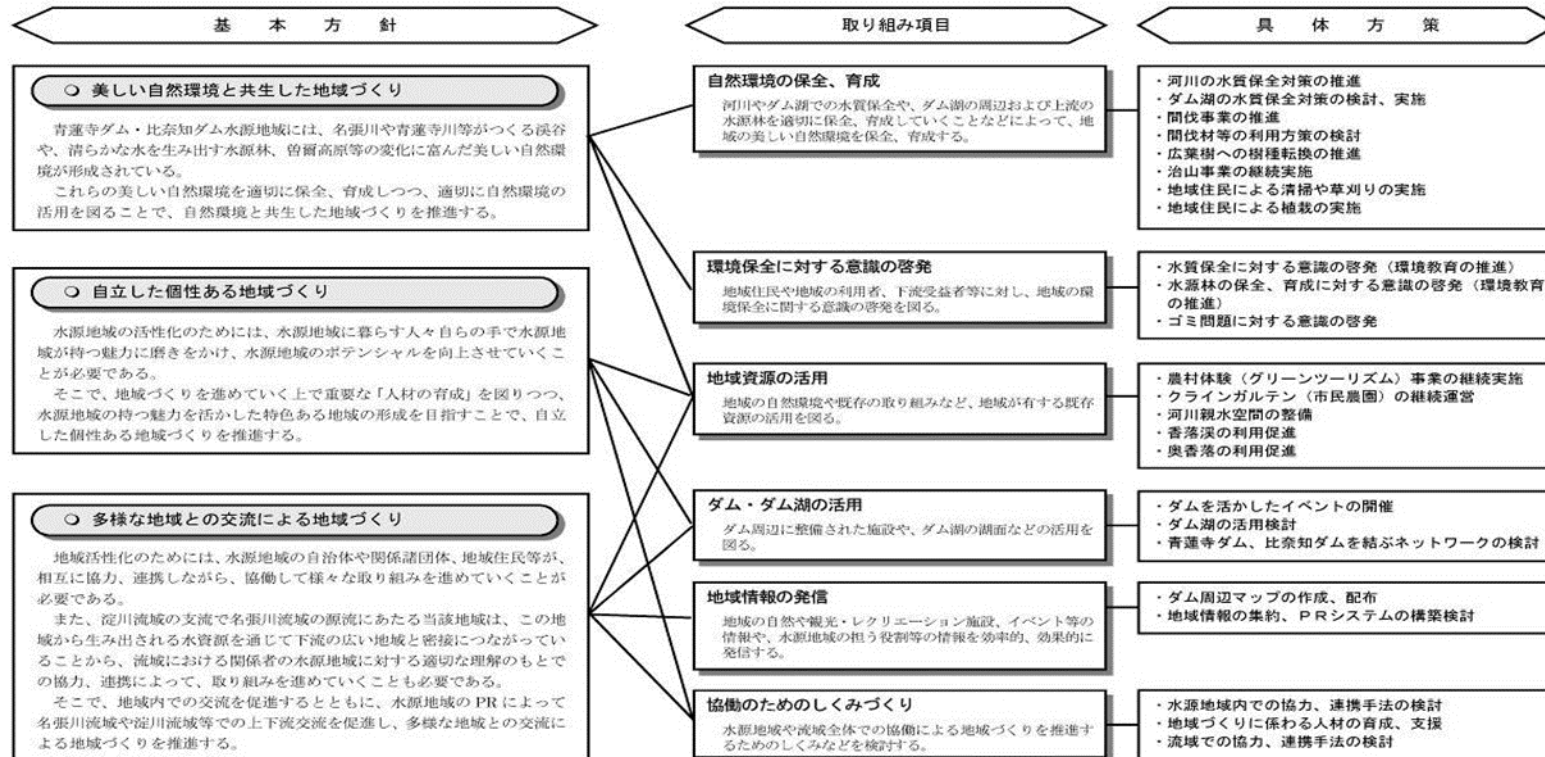 基本方針
取り組み項目
具体方策
○ 美しい自然環境と共生した地域づくり
青蓮寺ダム・比奈知ダム水源地域には、名張川や青蓮寺川等がつくる渓谷
や、清らかな水を生み出す水源林、曽爾高原等の変化に富んだ美しい自然環
境が形成されている。
これらの美しい自然環境を適切に保全、育成しつつ、適切に自然環境の
活用を図ることで、自然環境と共生した地域づくりを推進する。
○ 自立した個性ある地域づくり
水源地域の活性化のためには、水源地域に暮らす人々自らの手で水源地
域が持つ魅力に磨きをかけ、水源地域のポテンシャルを向上させていくこ
とが必要である。
そこで、地域づくりを進めていく上で重要な「人材の育成」を図りつつ、
水源地域の持つ魅力を活かした特色ある地域の形成を目指すことで、自立
した個性ある地域づくりを推進する。
○ 多様な地域との交流による地域づくり
地域活性化のためには、水源地域の自治体や関係諸団体、地域住民等が、
相互に協力、連携しながら、協働して様々な取り組みを進めていくことが
必要である。
また、淀川流域の支流で名張川流域の源流にあたる当該地域は、この地
域から生み出される水資源を通じて下流の広い地域と密接につながってい
ることから、流域における関係者の水源地域に対する適切な理解のもとで
の協力、連携によって、取り組みを進めていくことも必要である。
そこで、地域内での交流を促進するとともに、水源地域の PR によって
名張川流域や淀川流域等での上下流交流を促進し、多様な地域との交流に
よる地域づくりを推進する。
自然環境の保全、育成
河川やダム湖での水質保全や、ダム湖の周辺および上流の
水源林を適切に保全、育成していくことなどによって、地
域の美しい自然環境を保全、育成する。
環境保全に対する意識の啓発
地域住民や地域の利用者、下流受益者等に対し、地域の環
境保全に関する意識の啓発を図る。
地域資源の活用
地域の自然環境や既存の取り組みなど、地域が有する既存
資源の活用を図る。
ダム・ダム湖の活用
ダム周辺に整備された施設や、ダム湖の湖面などの活用を
図る。
地域情報の発信
地域の自然や観光・レクリエーション施設、イベント等の
情報や、水源地域の担う役割等の情報を効率的、効果的に
発信する。
協働のためのしくみづくり
水源地域や流域全体での協働による地域づくりを推進す
るためのしくみなどを検討する。
・河川の水質保全対策の推進
・ダム湖の水質保全対策の検討、実施
・間伐事業の推進
・間伐材等の利用方策の検討
・広葉樹への樹種転換の推進
・治山事業の継続実施
・地域住民による清掃や草刈りの実施
・地域住民による植栽の実施
・水質保全に対する意識の啓発（環境教育の推進）
・水源林の保全、育成に対する意識の啓発（環境教育
の推進）
・ゴミ問題に対する意識の啓発
・農村体験（グリーンツーリズム）事業の継続実施
・クラインガルテン（市民農園）の継続運営
・河川親水空間の整備
・香落渓の利用促進
・奥香落の利用促進
・ダムを活かしたイベントの開催
・ダム湖の活用検討
・青蓮寺ダム、比奈知ダムを結ぶネットワークの検討
・ダム周辺マップの作成、配布
・地域情報の集約、ＰＲシステムの構築検討
・水源地域内での協力、連携手法の検討
・地域づくりに係わる人材の育成、支援
・流域での協力、連携手法の検討